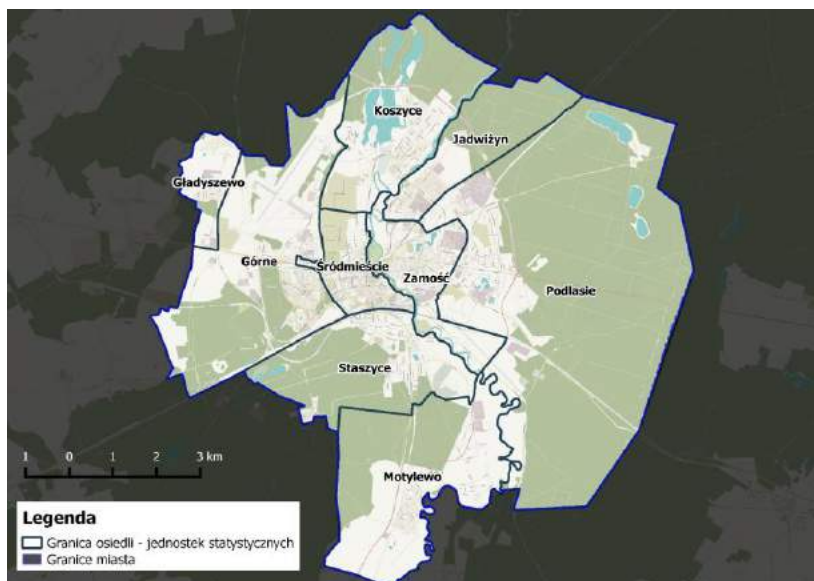 Koszyce
Jadwiżyn
Gładyszewo
Górne
Śródmieście
Zamość
Podlasie
Staszyce
Motylewo
1 0 1 2 3 km
Legenda
Granica osiedli - jednostek statystycznych
Granice miasta